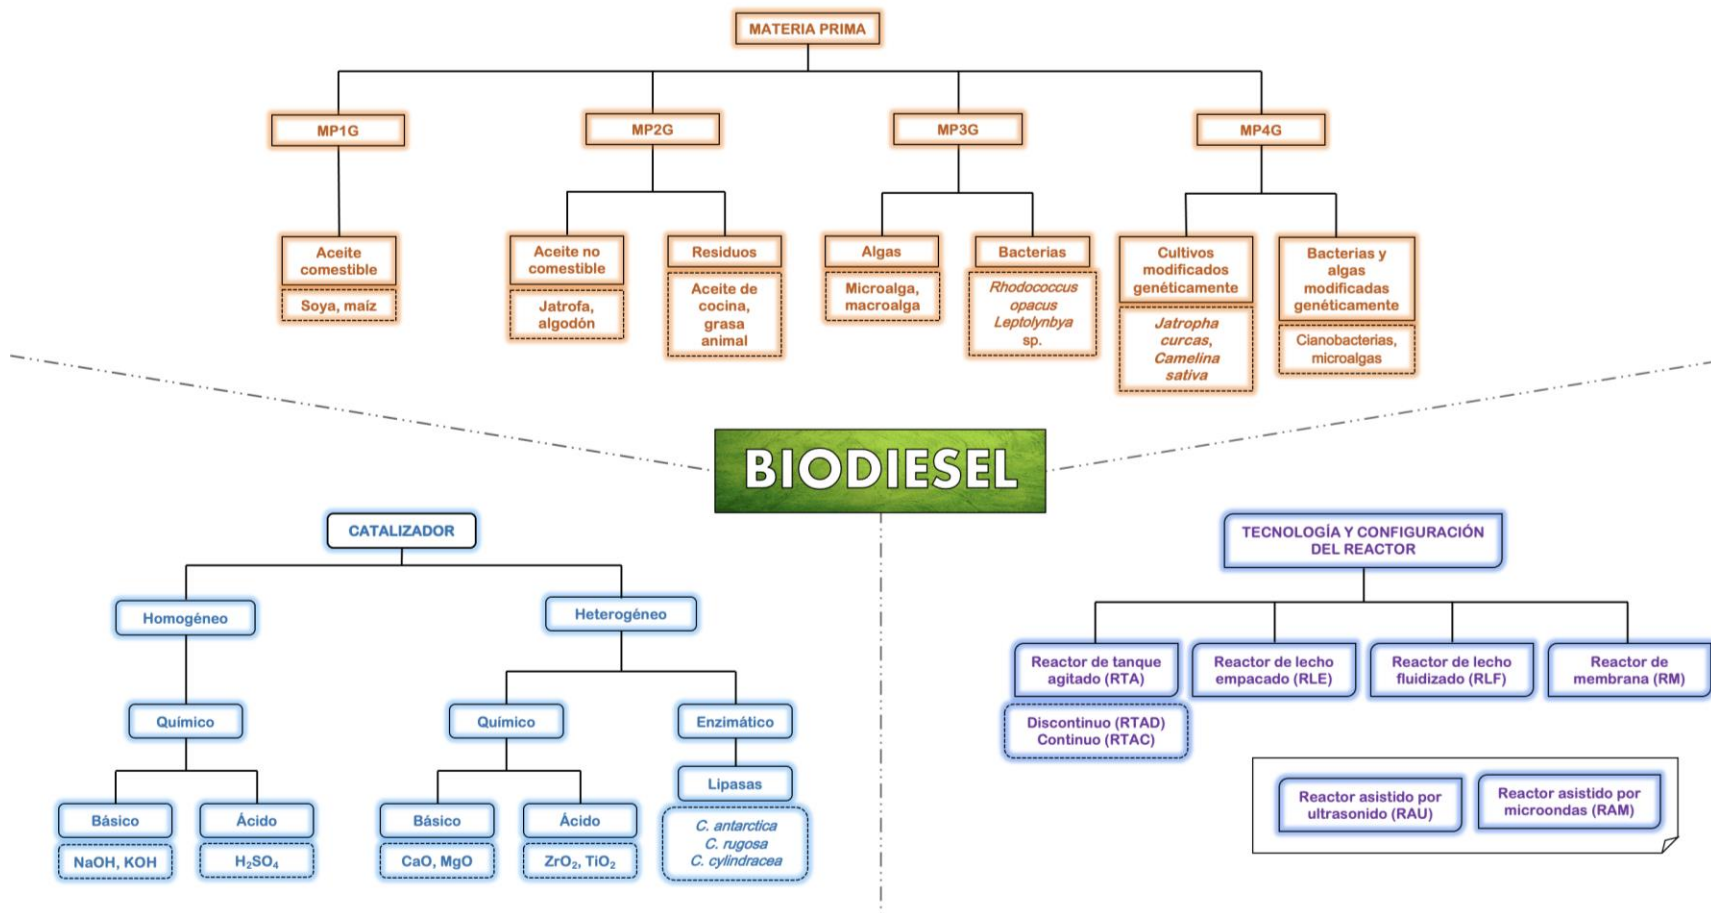 MATERIA PRIMA
MP1G
MP2G
MP3G
MP4G
Aceite
comestible
Soya, maíz
Aceite no
comestible
Jatrofa,
algodón
Residuos
Aceite de
cocina,
grasa
animal
Algas
Microalga,
macroalga
Bacterias
Rhodococcus
opacus
Leptolynbya
sp.
Cultivos
modificados
genéticamente
Jatropha
curcas,
Camelina
sativa
Bacterias y
algas
modificadas
genéticamente
Cianobacterias,
microalgas
BIODIESEL
CATALIZADOR
Homogéneo
Heterogéneo
Químico
Químico
Enzimático
Básico
NaOH, KOH
Ácido
H₂SO₄
Básico
CaO, MgO
Ácido
ZrO₂, TiO₂
Lipasas
C. antarctica
C. rugosa
C. cylindracea
TECNOLOGÍA Y CONFIGURACIÓN
DEL REACTOR
Reactor de tanque
agitado (RTA)
Discontinuo (RTAD)
Continuo (RTAC)
Reactor de lecho
empacado (RLE)
Reactor de lecho
fluidizado (RLF)
Reactor de
membrana (RM)
Reactor asistido por
ultrasonido (RAU)
Reactor asistido por
microondas (RAM)